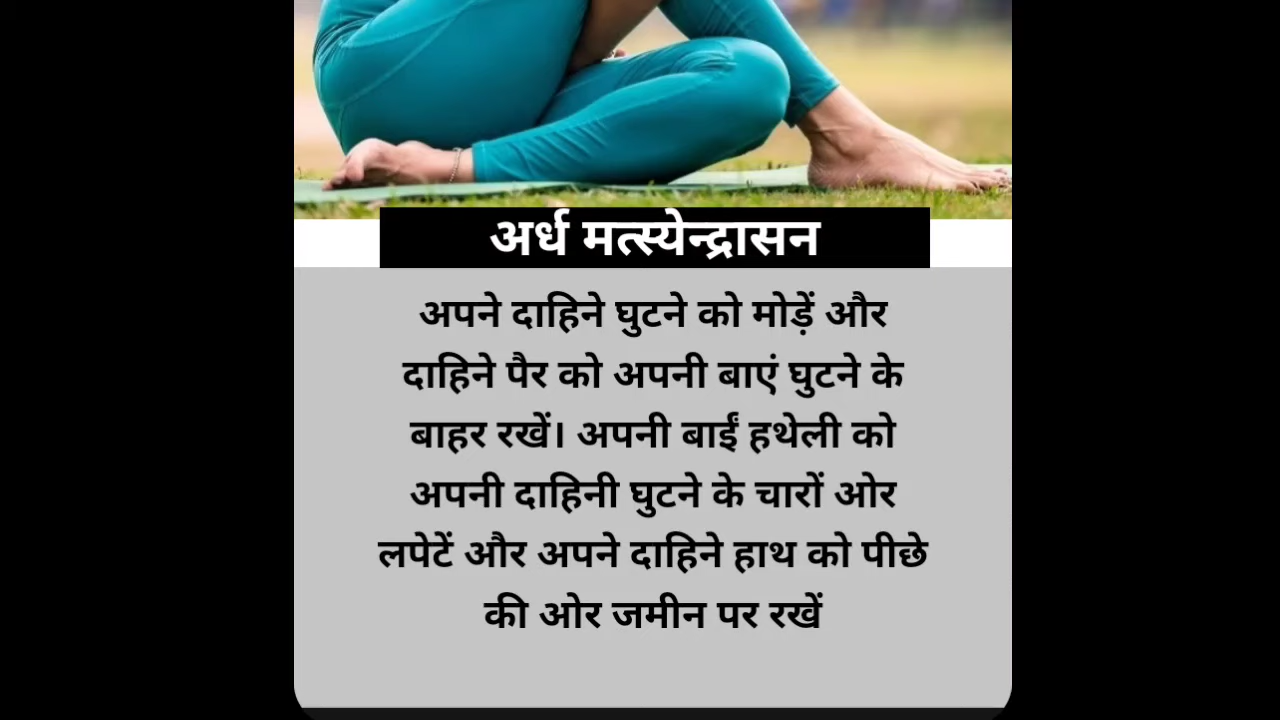 अर्ध मत्स्येन्द्रासन
अपने दाहिने घुटने को मोड़ें और
दाहिने पैर को अपनी बाएं घुटने के
बाहर रखें। अपनी बाईं हथेली को
अपनी दाहिनी घुटने के चारों ओर
लपेटें और अपने दाहिने हाथ को पीछे
की ओर जमीन पर रखें